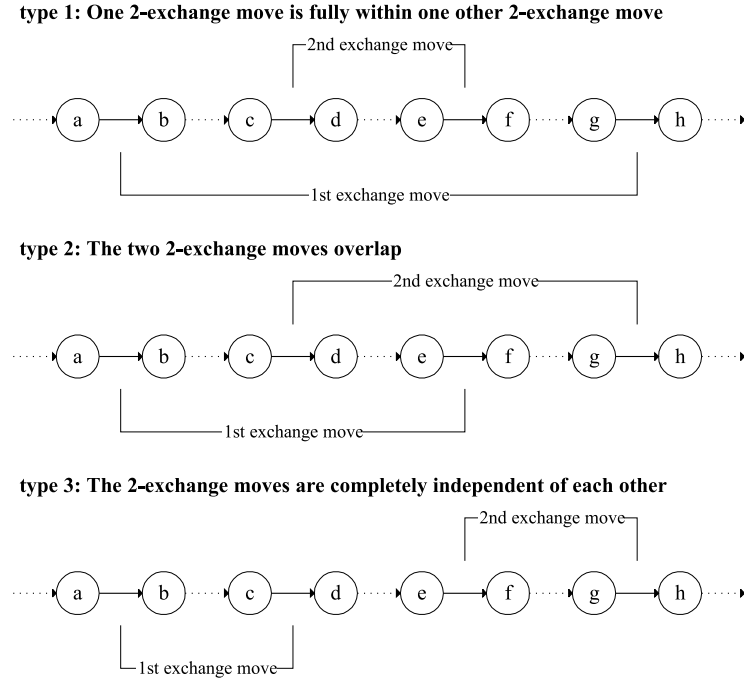 type 1: One 2-exchange move is fully within one other 2-exchange move
2nd exchange move
a b c d e f g h
1st exchange move
type 2: The two 2-exchange moves overlap
2nd exchange move
a b c d e f g h
1st exchange move
type 3: The 2-exchange moves are completely independent of each other
2nd exchange move
a b c d e f g h
1st exchange move